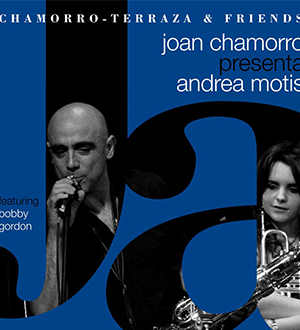 CHAMORRO-TERRAZA & FRIENDS
joan chamorro
presenta
andrea motis
featuring
bobby
gordon
ja